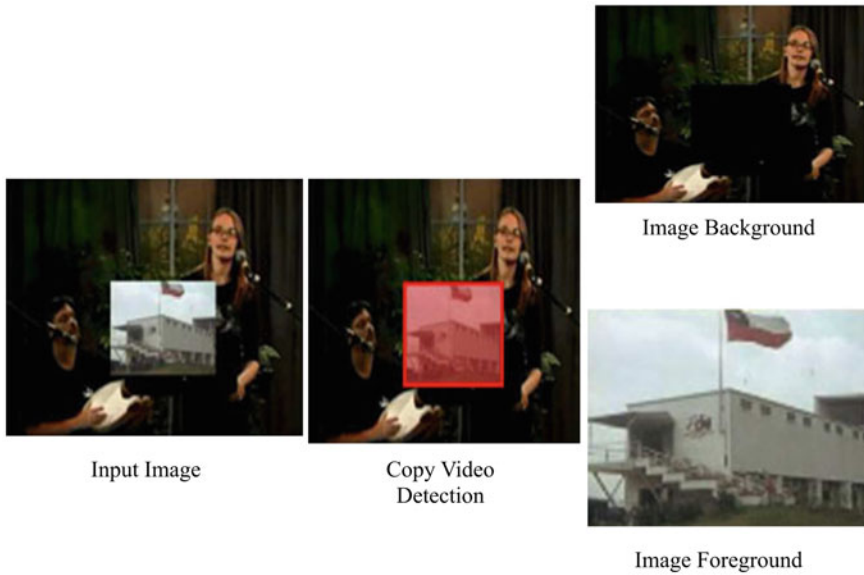 Image Background
Input Image
Copy Video
Detection
Image Foreground